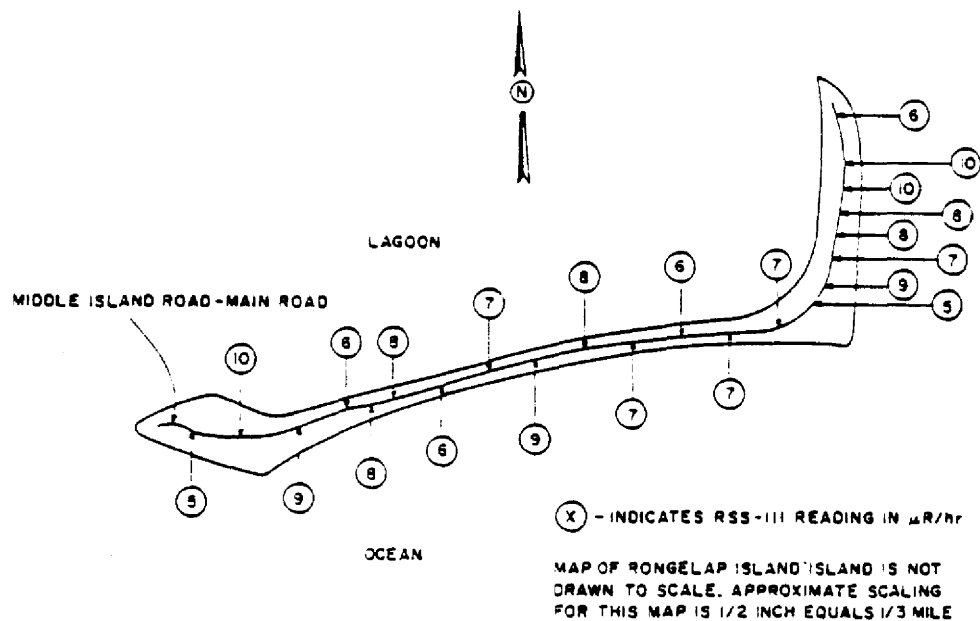 N
6
10
10
8
LAGOON
8
7
6
8
7
7
9
MIDDLE ISLAND ROAD-MAIN ROAD
5
6
8
10
7
7
9
6
8
5
9
X - INDICATES RSS-111 READING IN µR/hr
OCEAN
MAP OF RONGELAP ISLAND ISLAND IS NOT
DRAWN TO SCALE. APPROXIMATE SCALING
FOR THIS MAP IS 1/2 INCH EQUALS 1/3 MILE